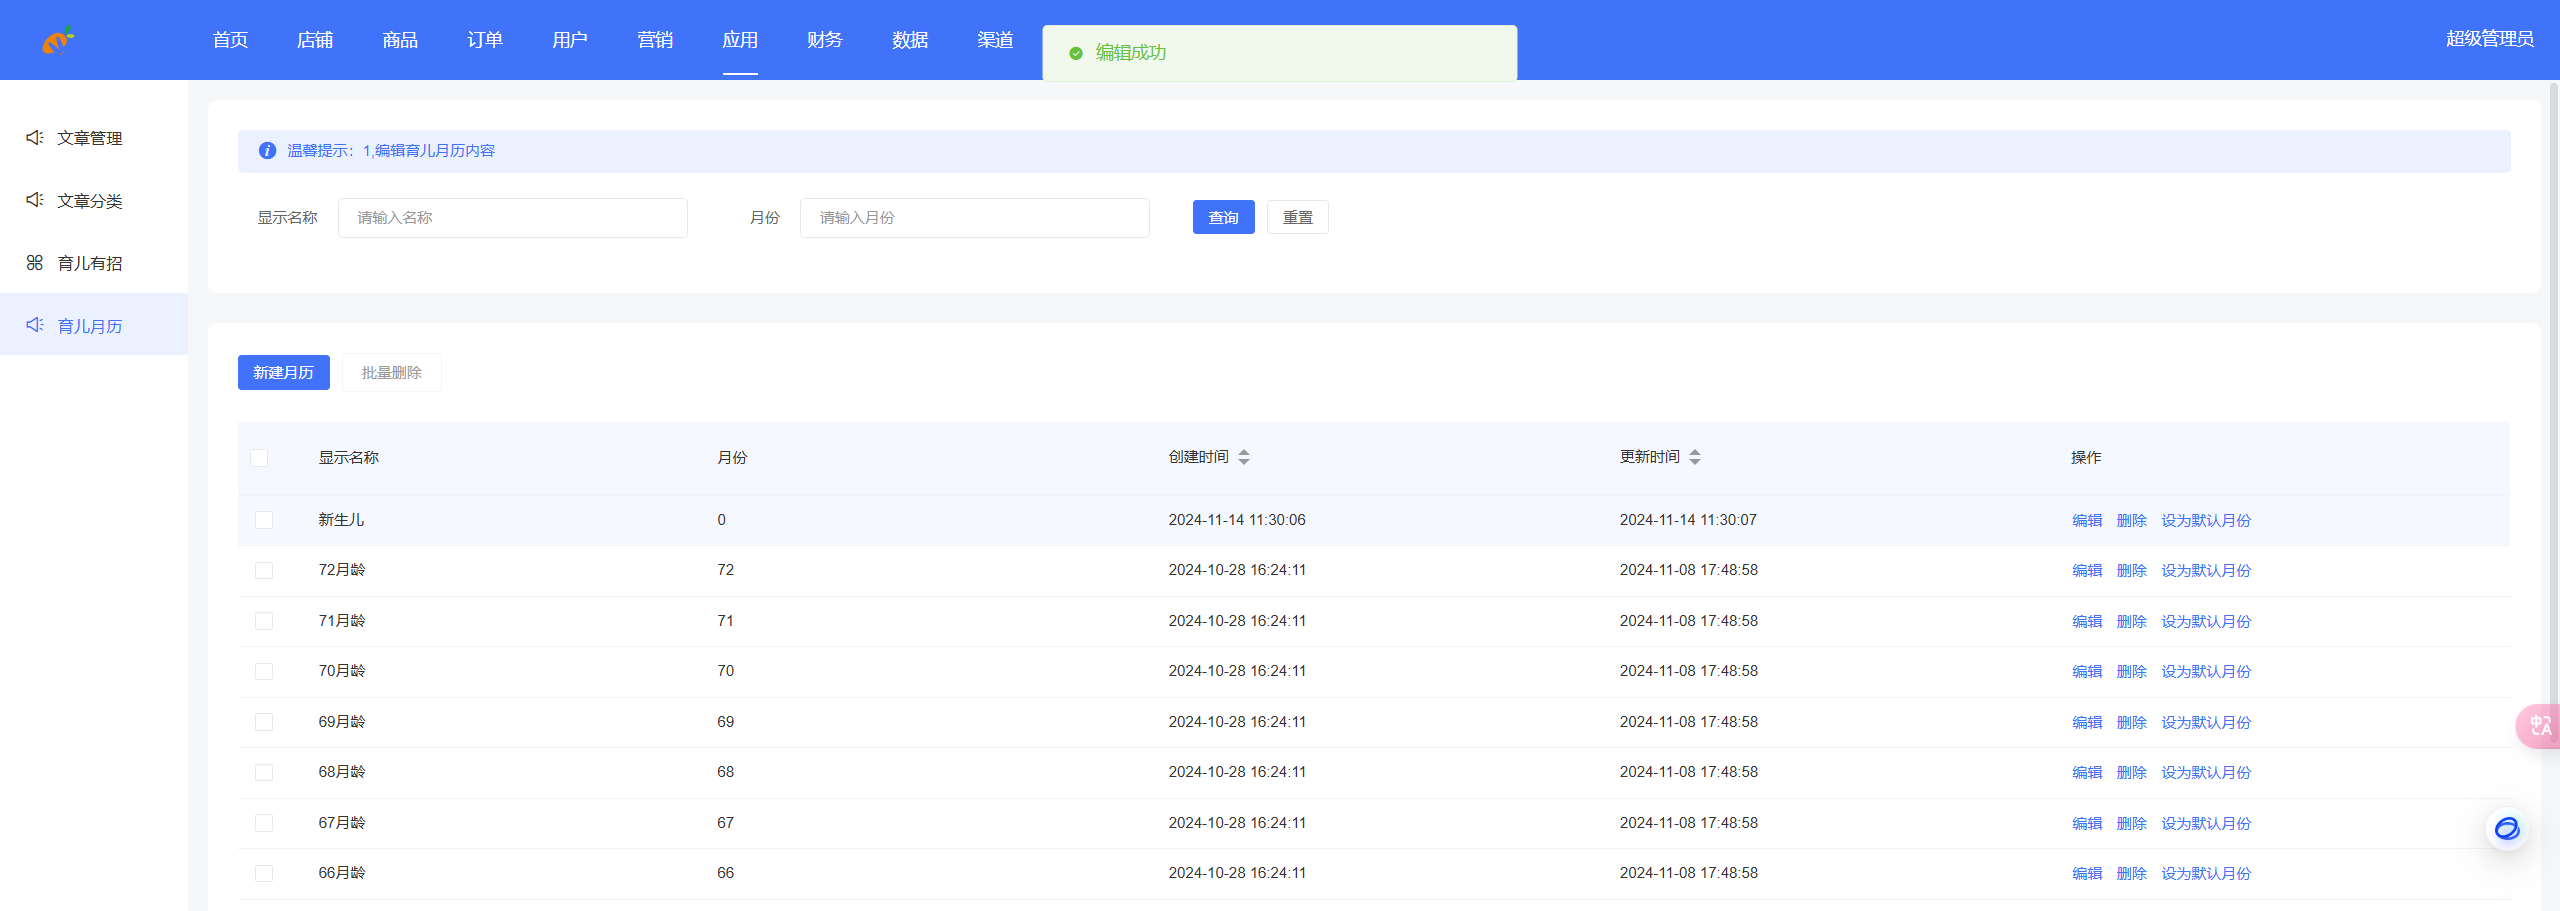 首页 店铺 商品 订单 用户 营销 应用 财务 数据 渠道 编辑成功 超级管理员
文章管理
文章分类
育儿有招
育儿月历
温馨提示：1,编辑育儿月历内容
显示名称 请输入名称 月份 请输入月份 查询 重置
新建月历 批量删除
显示名称 月份 创建时间 更新时间 操作
新生儿 0 2024-11-14 11:30:06 2024-11-14 11:30:07 编辑 删除 设为默认月份
72月龄 72 2024-10-28 16:24:11 2024-11-08 17:48:58 编辑 删除 设为默认月份
71月龄 71 2024-10-28 16:24:11 2024-11-08 17:48:58 编辑 删除 设为默认月份
70月龄 70 2024-10-28 16:24:11 2024-11-08 17:48:58 编辑 删除 设为默认月份
69月龄 69 2024-10-28 16:24:11 2024-11-08 17:48:58 编辑 删除 设为默认月份
68月龄 68 2024-10-28 16:24:11 2024-11-08 17:48:58 编辑 删除 设为默认月份
67月龄 67 2024-10-28 16:24:11 2024-11-08 17:48:58 编辑 删除 设为默认月份
66月龄 66 2024-10-28 16:24:11 2024-11-08 17:48:58 编辑 删除 设为默认月份